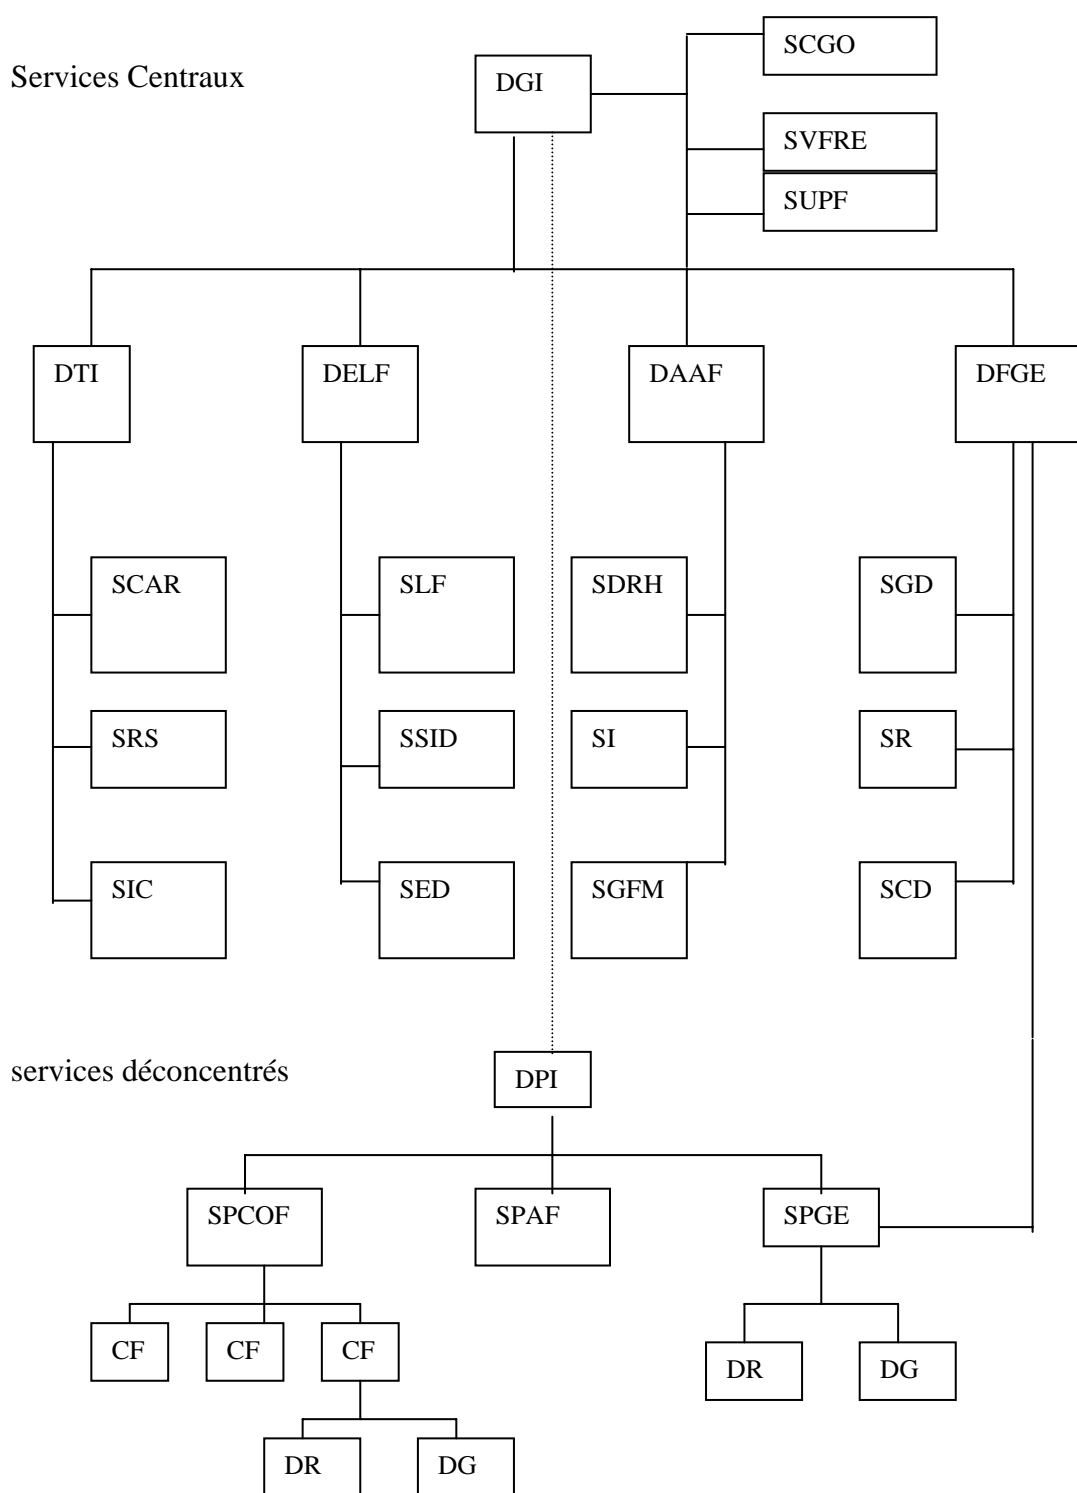 SCGO
Services Centraux
DGI
SVFRE
SUPF
DTI
DELF
DAAF
DFGE
SCAR
SLF
SDRH
SGD
SRS
SSID
SI
SR
SIC
SED
SGFM
SCD
services déconcentrés
DPI
SPCOF
SPAF
SPGE
CF
CF
CF
DR
DG
DR
DG